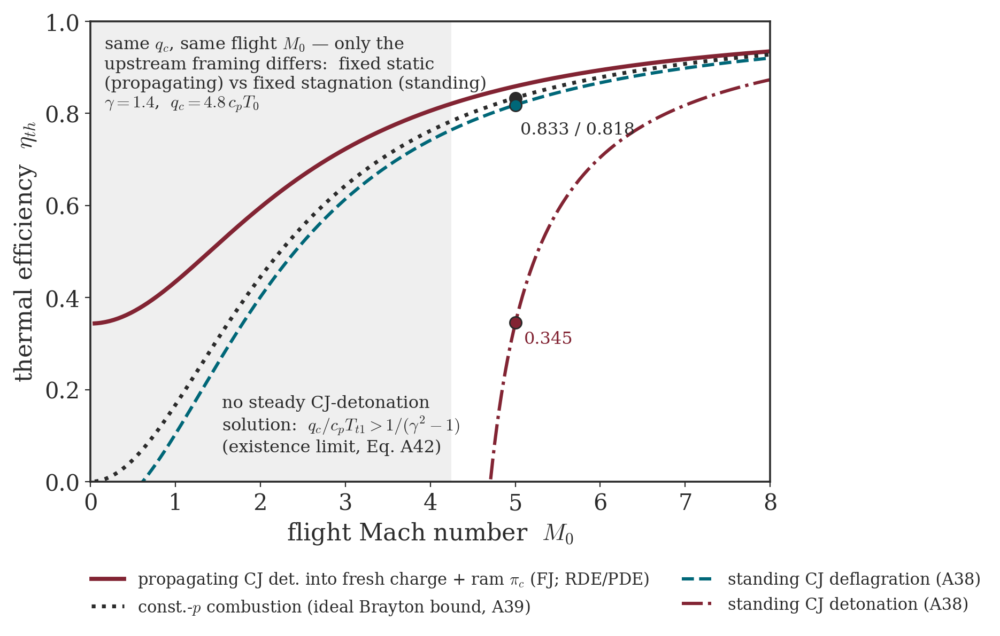 1.0
0.8
0.6
0.4
0.2
0.0
thermal efficiency η_th
same q_c, same flight M_0 — only the
upstream framing differs: fixed static
(propagating) vs fixed stagnation (standing)
γ = 1.4, q_c = 4.8 c_p T_0
0.833 / 0.818
0.345
no steady CJ-detonation
solution: q_c/c_p T_t1 > 1/(γ² − 1)
(existence limit, Eq. A42)
0 1 2 3 4 5 6 7 8
flight Mach number M_0
propagating CJ det. into fresh charge + ram π_c (FJ; RDE/PDE)
const.-p combustion (ideal Brayton bound, A39)
standing CJ deflagration (A38)
standing CJ detonation (A38)